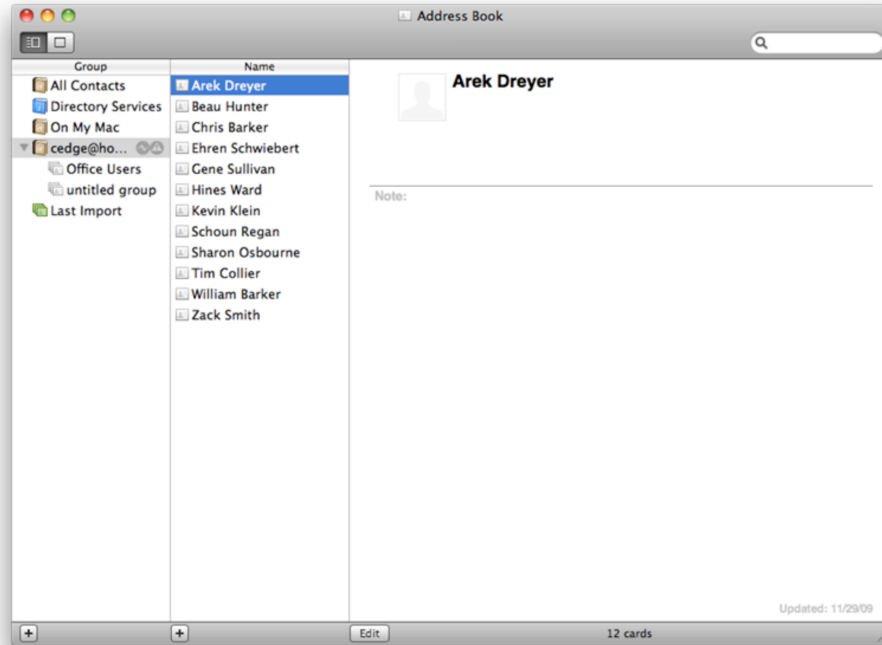 Address Book
Group
All Contacts
Directory Services
On My Mac
cedge@ho...
Office Users
untitled group
Last Import
Name
Arek Dreyer
Beau Hunter
Chris Barker
Ehren Schwiebert
Gene Sullivan
Hines Ward
Kevin Klein
Schoun Regan
Sharon Osbourne
Tim Collier
William Barker
Zack Smith
Arek Dreyer
Note:
Updated: 11/29/09
Edit
12 cards